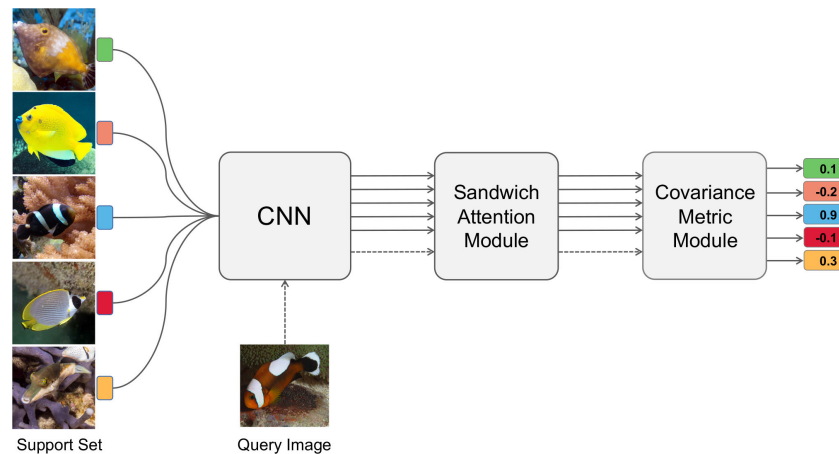 CNN
Sandwich
Attention
Module
Covariance
Metric
Module
0.1
-0.2
0.9
-0.1
0.3
Support Set
Query Image